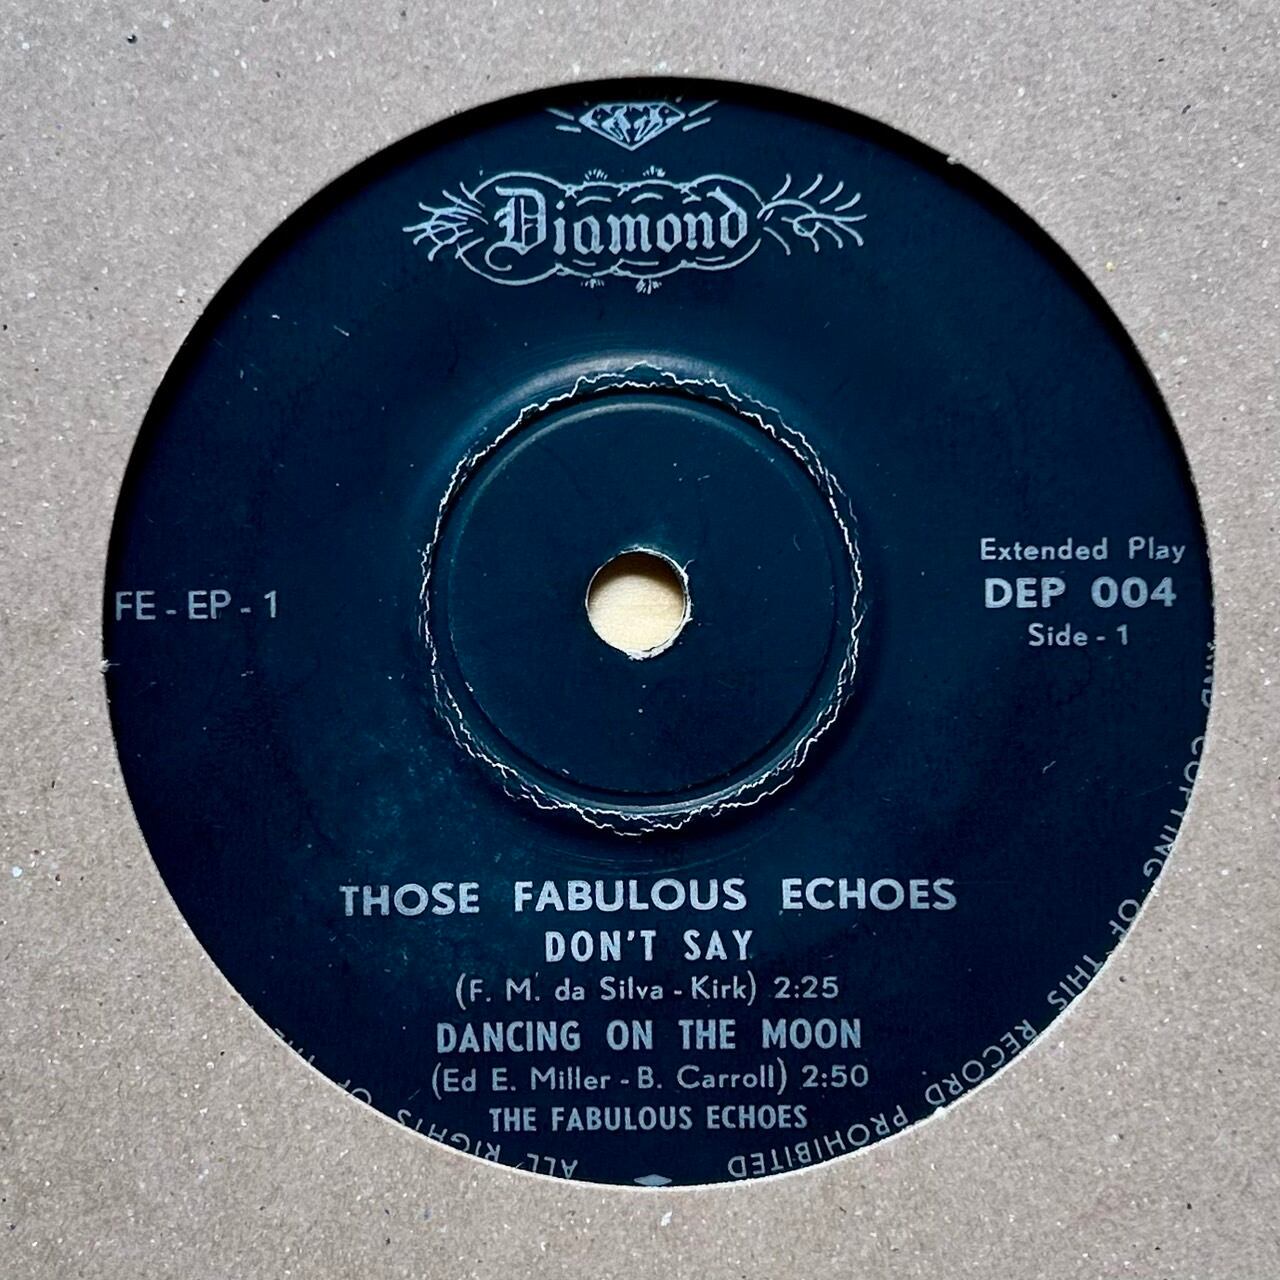 Diamond
Extended Play
FE - EP - 1
DEP 004
Side - 1
THOSE FABULOUS ECHOES
DON'T SAY
(F. M. da Silva - Kirk) 2:25
DANCING ON THE MOON
(Ed E. Miller - B. Carroll) 2:50
THE FABULOUS ECHOES
ALL RIGHTS OF
COPYING OF THIS RECORD PROHIBITED